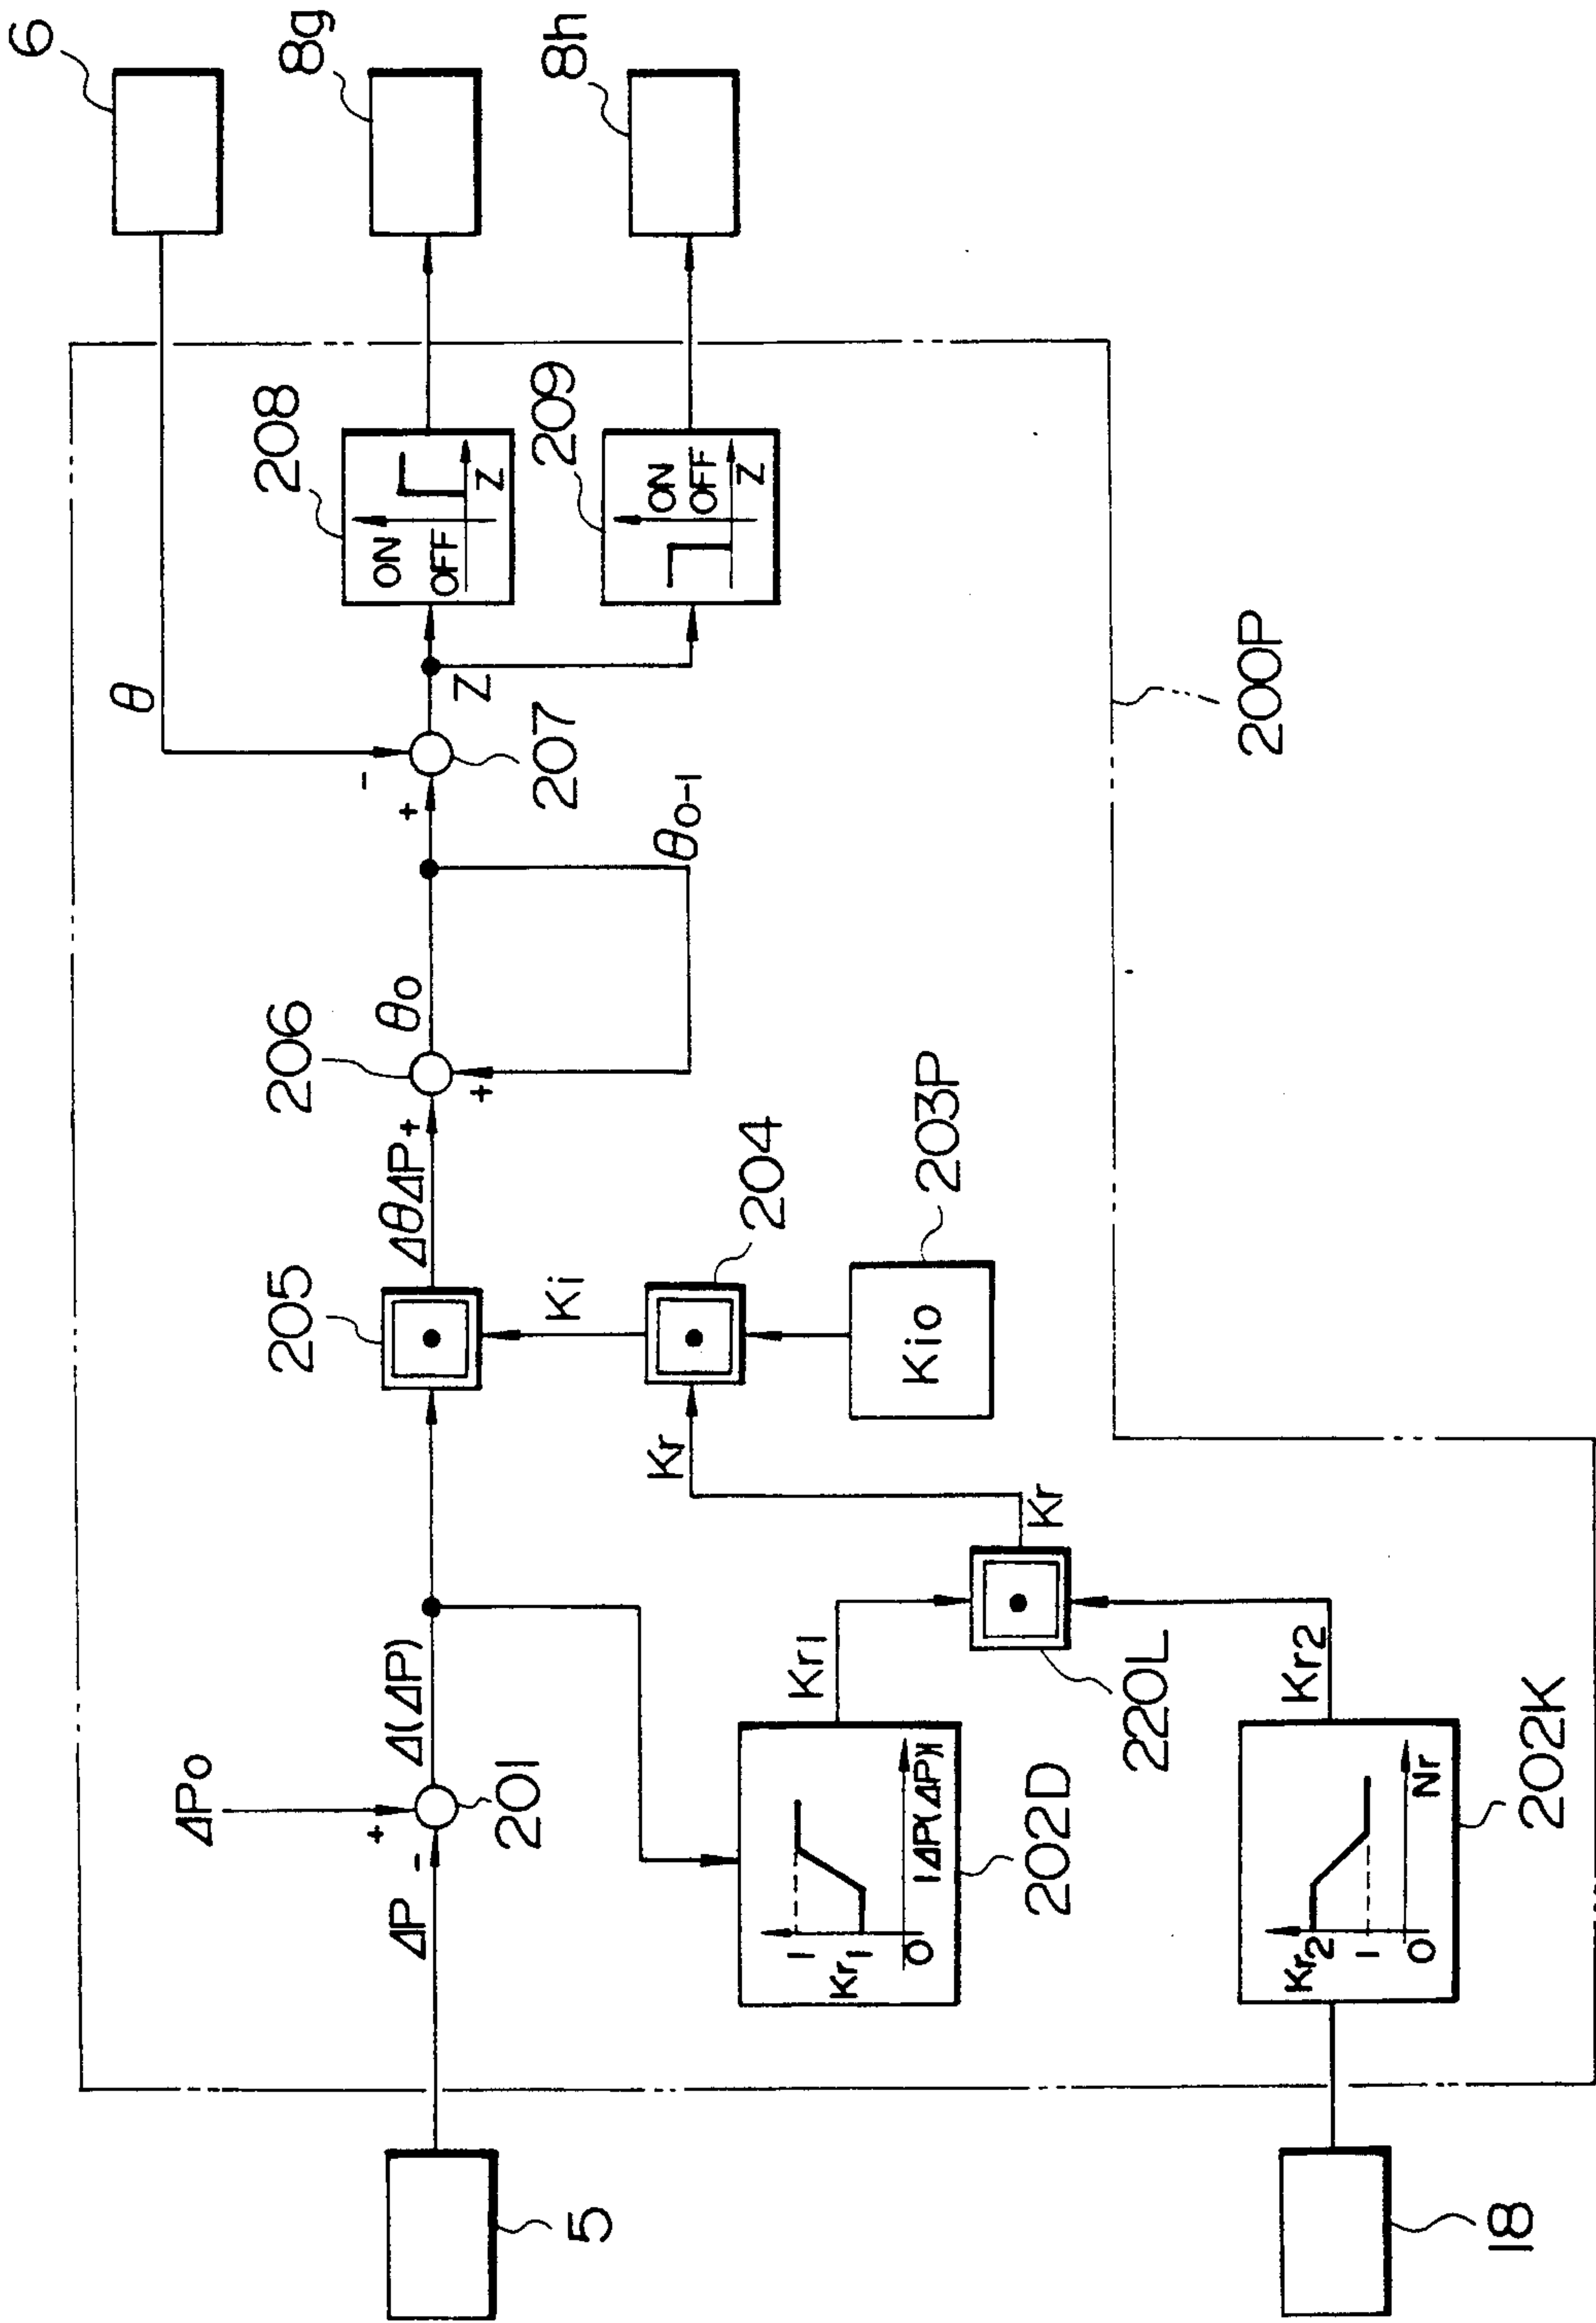 6
8g
8h
θ
208
ON
OFF
Z
209
ON
OFF
Z
Z
-
+
207
200P
θo-1
θo
206
+
+
ΔθΔP
205
Ki
204
203P
Kio
Kr
Kr
ΔPo
+
-
Δ(ΔP)
201
ΔP
Kr1
220L
Kr2
1
Kr1
0
|ΔP(ΔP)|
202D
Kr2
1
0
Nr
202K
5
18